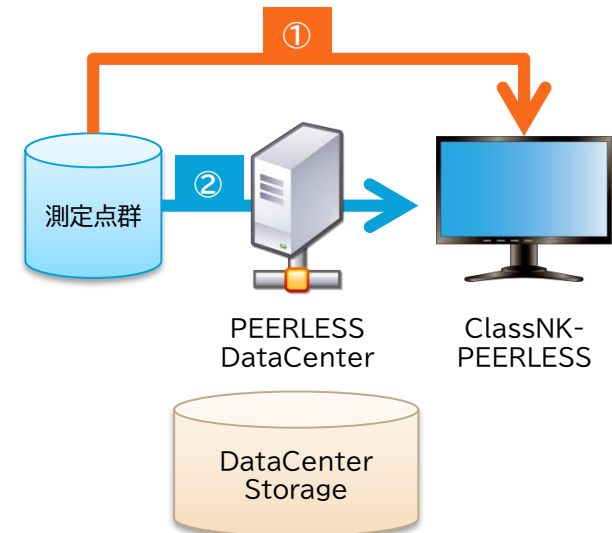 ①
②
測定点群
PEERLESS
DataCenter
ClassNK-
PEERLESS
DataCenter
Storage